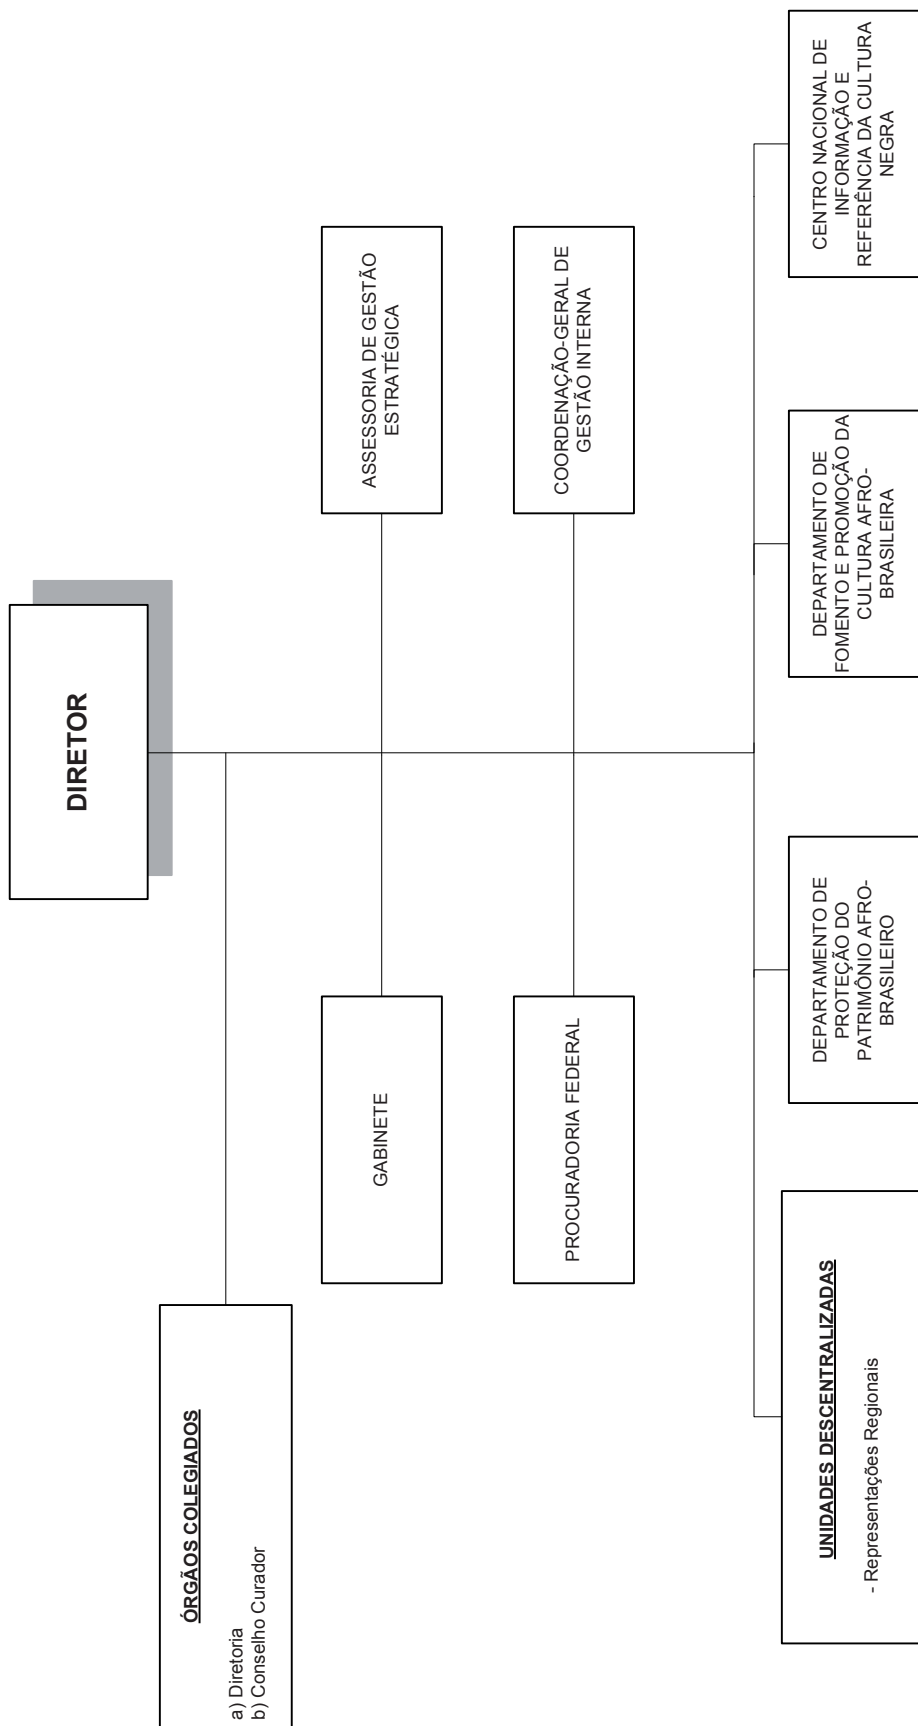 DIRETOR
ÓRGÃOS COLEGIADOS
a) Diretoria
b) Conselho Curador
GABINETE
ASSESSORIA DE GESTÃO
ESTRATÉGICA
PROCURADORIA FEDERAL
COORDENAÇÃO-GERAL DE
GESTÃO INTERNA
UNIDADES DESCENTRALIZADAS
- Representações Regionais
DEPARTAMENTO DE
PROTEÇÃO DO
PATRIMÔNIO AFRO-
BRASILEIRO
DEPARTAMENTO DE
FOMENTO E PROMOÇÃO DA
CULTURA AFRO-
BRASILEIRA
CENTRO NACIONAL DE
INFORMAÇÃO E
REFERÊNCIA DA CULTURA
NEGRA